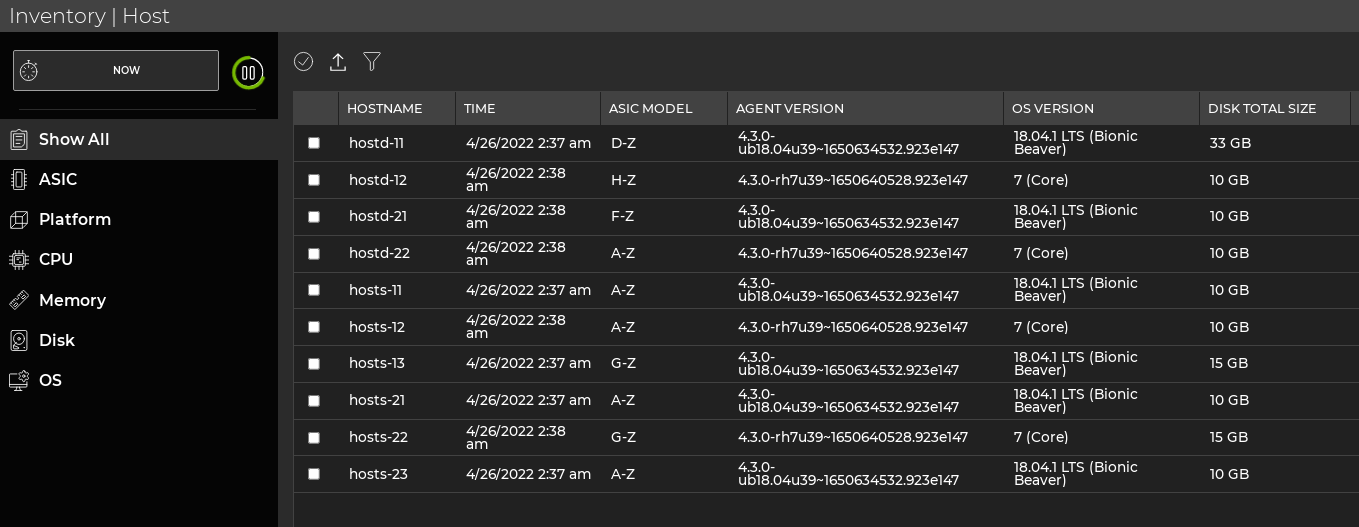 Inventory | Host
NOW
Show All
ASIC
Platform
CPU
Memory
Disk
OS
HOSTNAME TIME ASIC MODEL AGENT VERSION OS VERSION DISK TOTAL SIZE
hostd-11 4/26/2022 2:37 am D-Z 4.3.0- 18.04.1 LTS (Bionic 33 GB
ub18.04u39~1650634532.923e147 Beaver)
hostd-12 4/26/2022 2:38 H-Z 4.3.0-rh7u39~1650640528.923e147 7 (Core) 10 GB
am
hostd-21 4/26/2022 2:38 F-Z 4.3.0- 18.04.1 LTS (Bionic 10 GB
am ub18.04u39~1650634532.923e147 Beaver)
hostd-22 4/26/2022 2:38 A-Z 4.3.0-rh7u39~1650640528.923e147 7 (Core) 10 GB
am
hosts-11 4/26/2022 2:37 am A-Z 4.3.0- 18.04.1 LTS (Bionic 10 GB
ub18.04u39~1650634532.923e147 Beaver)
hosts-12 4/26/2022 2:38 A-Z 4.3.0-rh7u39~1650640528.923e147 7 (Core) 10 GB
am
hosts-13 4/26/2022 2:37 am G-Z 4.3.0- 18.04.1 LTS (Bionic 15 GB
ub18.04u39~1650634532.923e147 Beaver)
hosts-21 4/26/2022 2:37 am A-Z 4.3.0- 18.04.1 LTS (Bionic 10 GB
ub18.04u39~1650634532.923e147 Beaver)
hosts-22 4/26/2022 2:38 G-Z 4.3.0-rh7u39~1650640528.923e147 7 (Core) 15 GB
am
hosts-23 4/26/2022 2:37 am A-Z 4.3.0- 18.04.1 LTS (Bionic 10 GB
ub18.04u39~1650634532.923e147 Beaver)